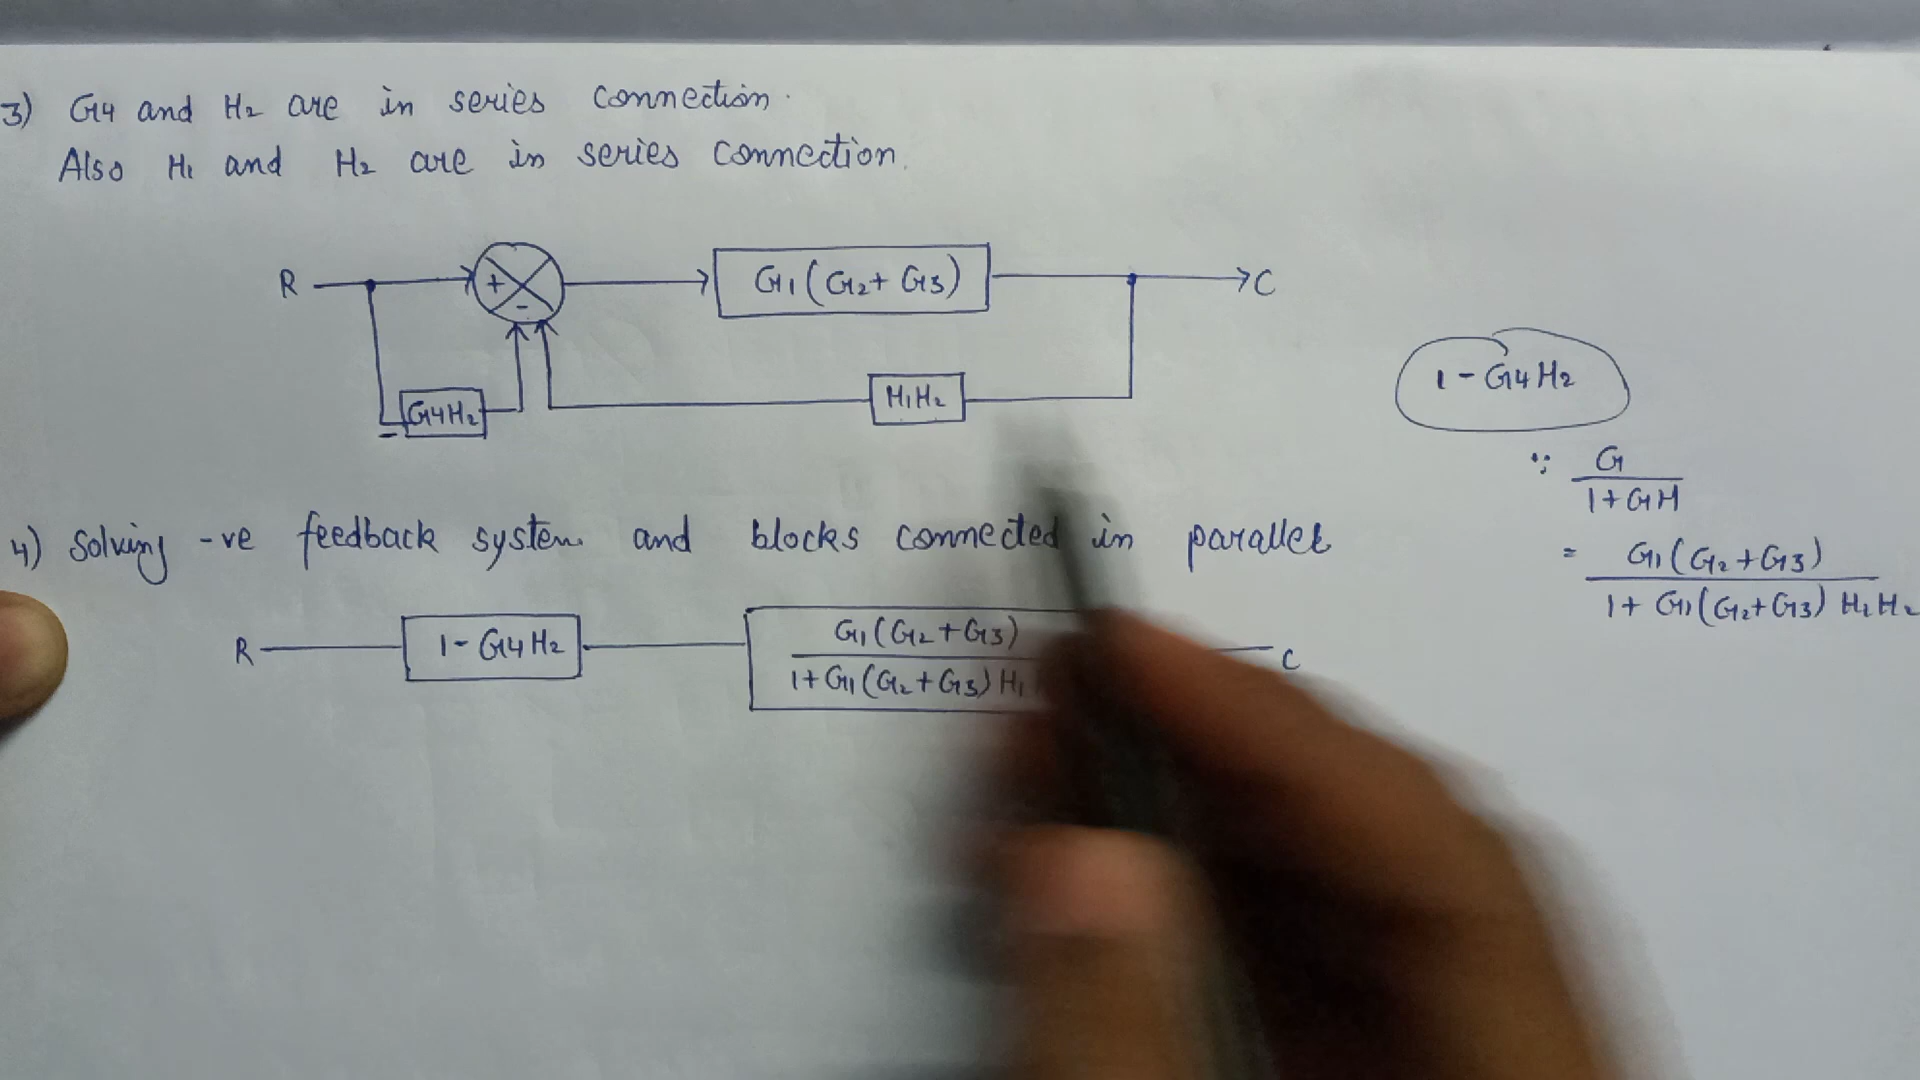 3) G4 and H2 are in series connection.
Also H1 and H2 are in series connection.
R + - G1(G2+G3) C
G4H2 H1H2
1-G4H2
∵ G/1+GH
= G1(G2+G3)/1+G1(G2+G3)H1H2
4) Solving -ve feedback system and blocks connected in parallel
R 1-G4H2 G1(G2+G3)/1+G1(G2+G3)H1 C